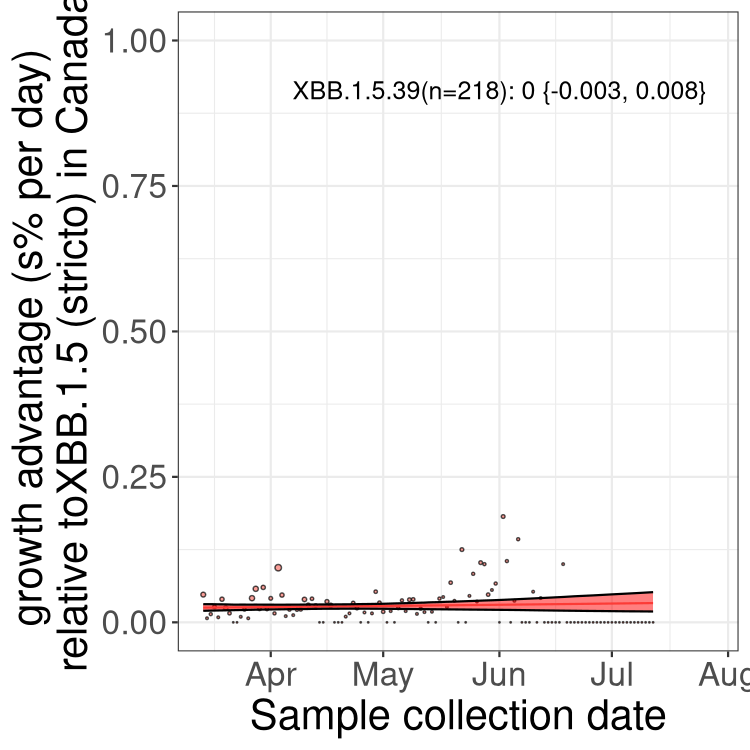 growth advantage (s% per day)
relative toXBB.1.5 (stricto) in Canada
1.00
0.75
0.50
0.25
0.00
XBB.1.5.39(n=218): 0 {-0.003, 0.008}
Apr
May
Jun
Jul
Aug
Sample collection date